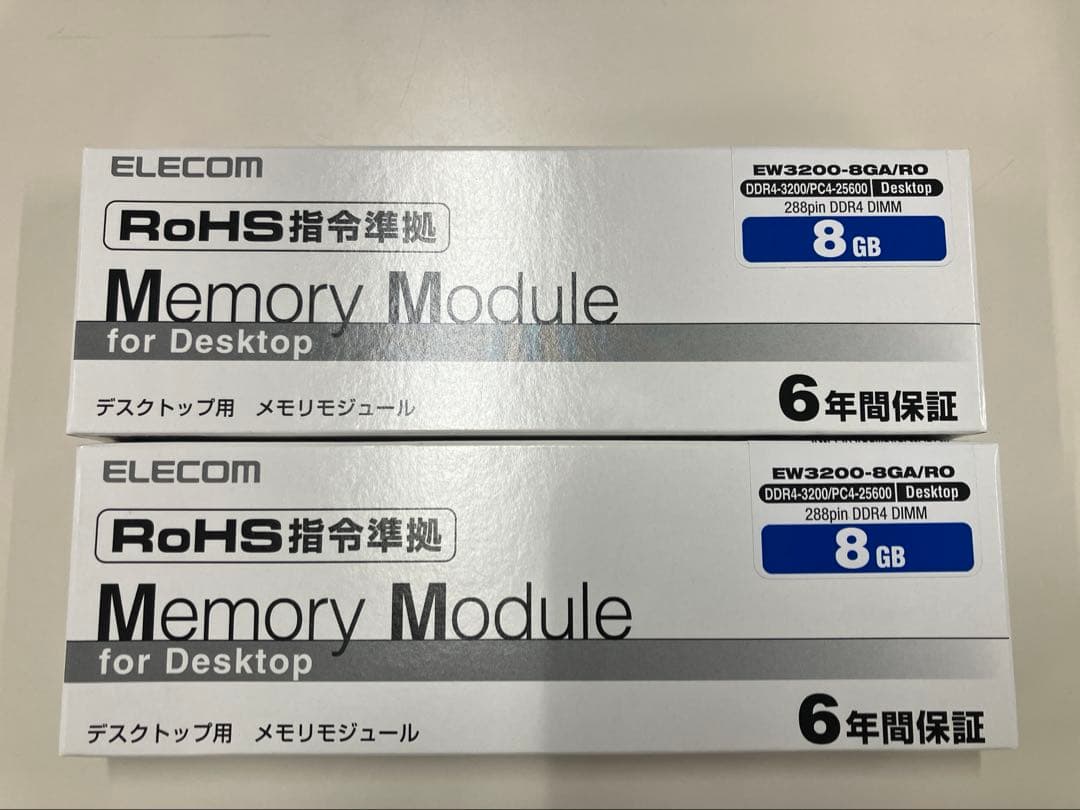 ELECOM
RoHS指令準拠
Memory Module
for Desktop
デスクトップ用 メモリモジュール
EW3200-8GA/RO
DDR4-3200/PC4-25600 Desktop
288pin DDR4 DIMM
8GB
6年間保証
ELECOM
RoHS指令準拠
Memory Module
for Desktop
デスクトップ用 メモリモジュール
EW3200-8GA/RO
DDR4-3200/PC4-25600 Desktop
288pin DDR4 DIMM
8GB
6年間保証